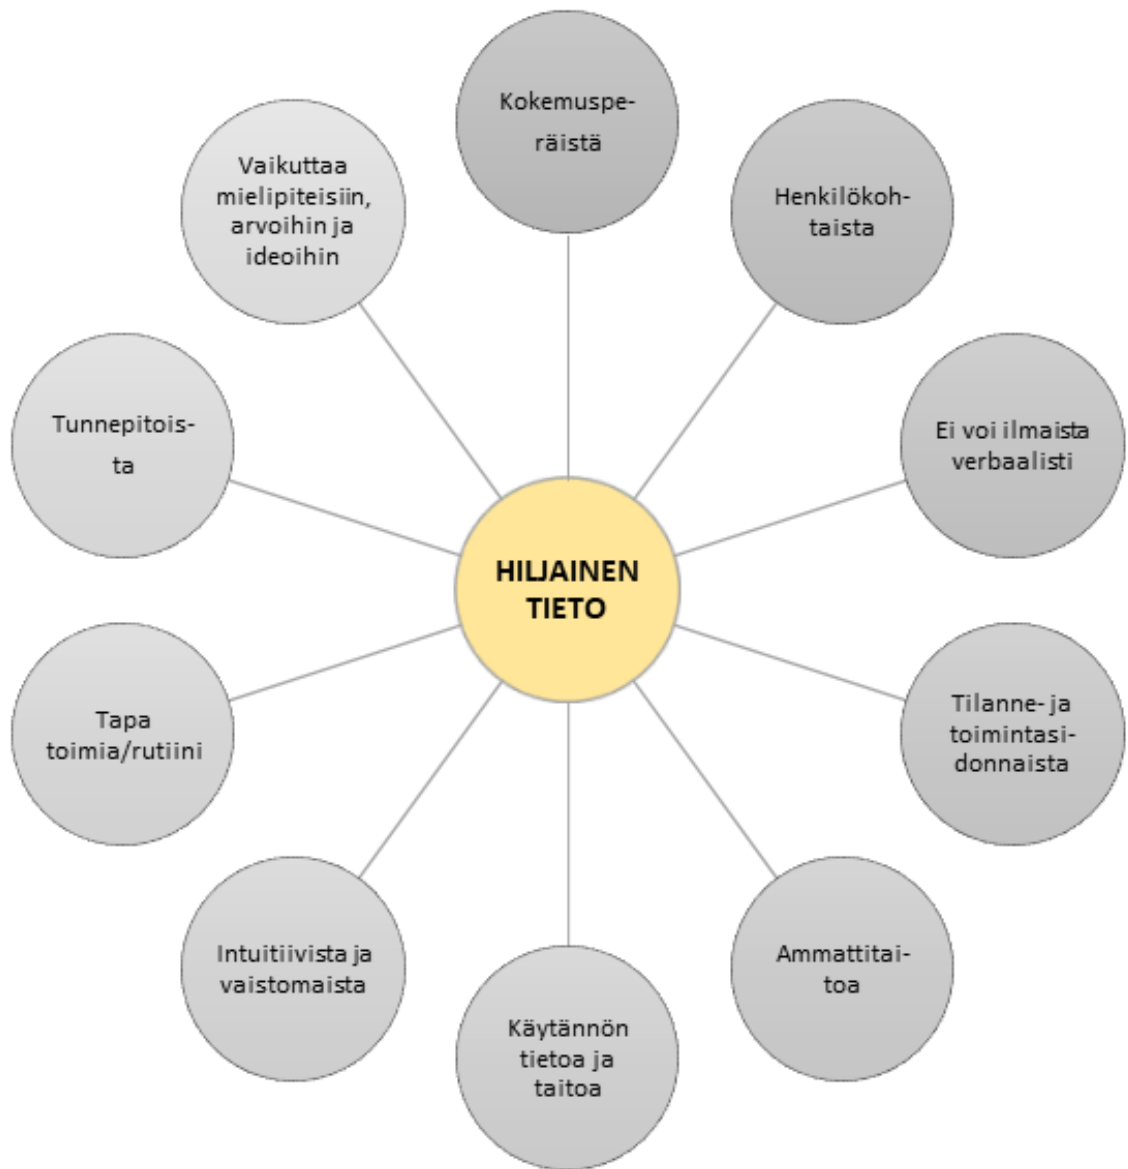 Kokemuspe-
räistä
Henkilökoh-
taista
Ei voi ilmaista
verbaalisti
Tilanne- ja
toimintasi-
donnaista
Ammattitai-
toa
Käytännön
tietoa ja
taitoa
Intuitiivista ja
vaistomaista
Tapa
toimia/rutiini
Tunnepitois-
ta
Vaikuttaa
mielipiteisiin,
arvoihin ja
ideoihin
HILJAINEN
TIETO